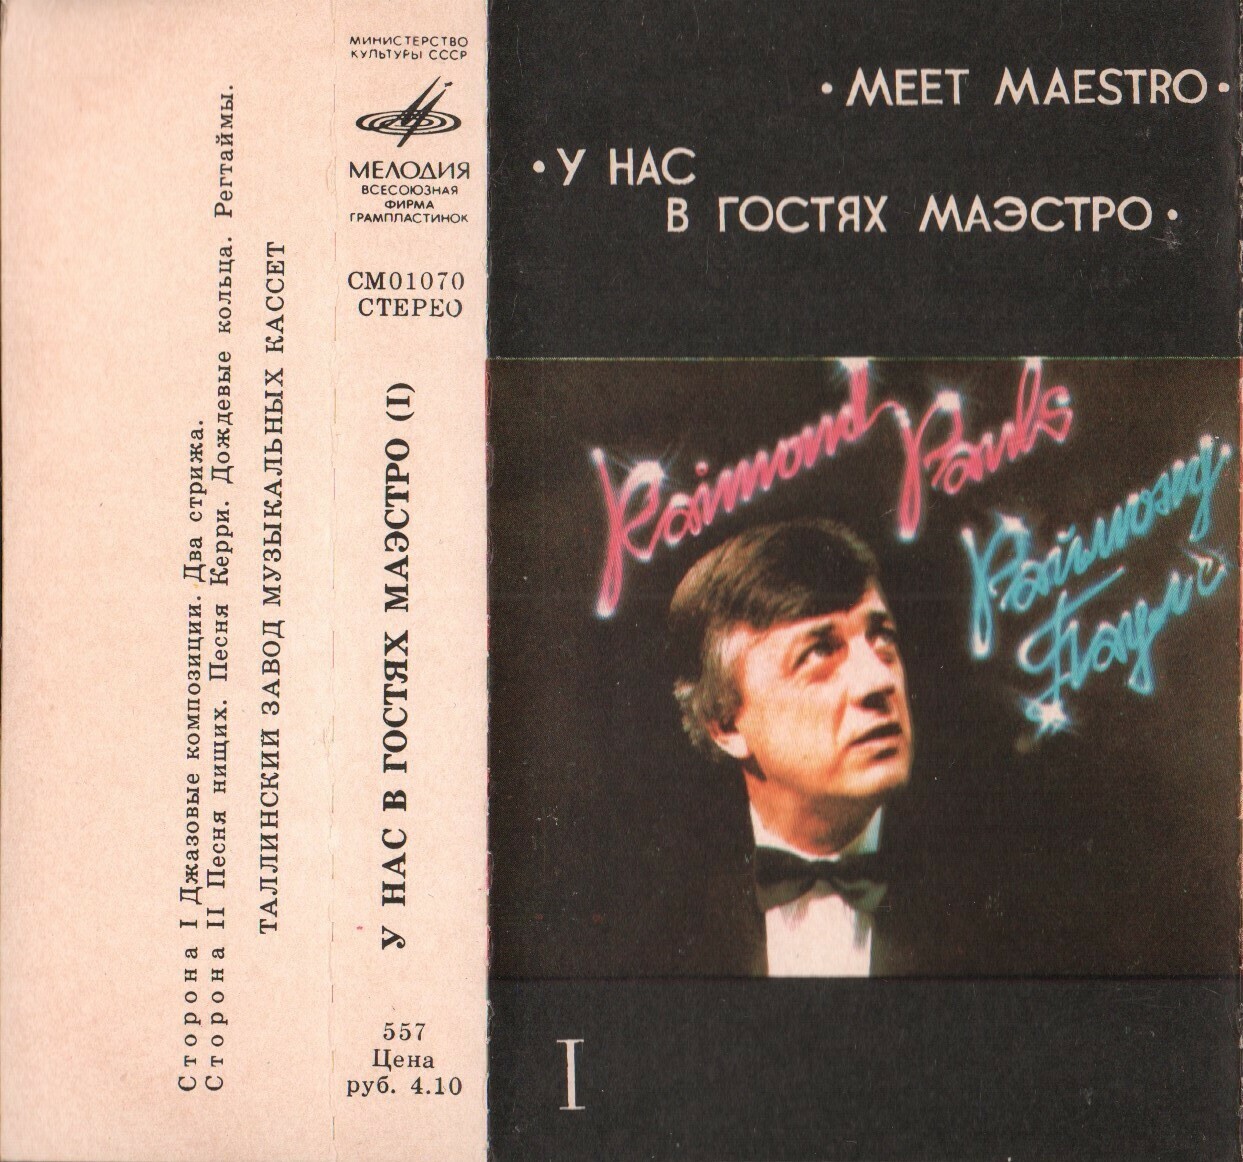 Сторона I Джазовые композиции. Два стрижа.
Сторона II Песня нищих. Песня Керри. Дождевые кольца. Регтаймы.
ТАЛЛИНСКИЙ ЗАВОД МУЗЫКАЛЬНЫХ КАССЕТ
МИНИСТЕРСТВО
КУЛЬТУРЫ СССР
МЕЛОДИЯ
ВСЕСОЮЗНАЯ
ФИРМА
ГРАМПЛАСТИНОК
СМ01070
СТЕРЕО
У НАС В ГОСТЯХ МАЭСТРО (I)
557
Цена
руб. 4.10
• MEET MAESTRO •
• У НАС
В ГОСТЯХ МАЭСТРО •
Raimond Pauls
Раймонд
Паулс
I